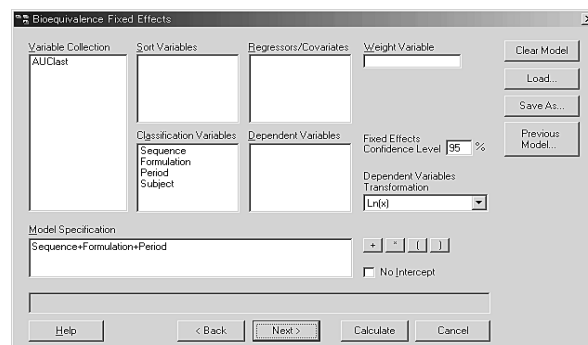 Bioequivalence Fixed Effects
Variable Collection
AUClast
Sort Variables
Regressors/Covariates
Weight Variable
Clear Model
Load...
Save As...
Previous
Model...
Classification Variables
Sequence
Formulation
Period
Subject
Dependent Variables
Fixed Effects
Confidence Level 95 %
Dependent Variables
Transformation
Ln(x)
Model Specification
Sequence+Formulation+Period
+ * ( )
No Intercept
Help
< Back
Next >
Calculate
Cancel